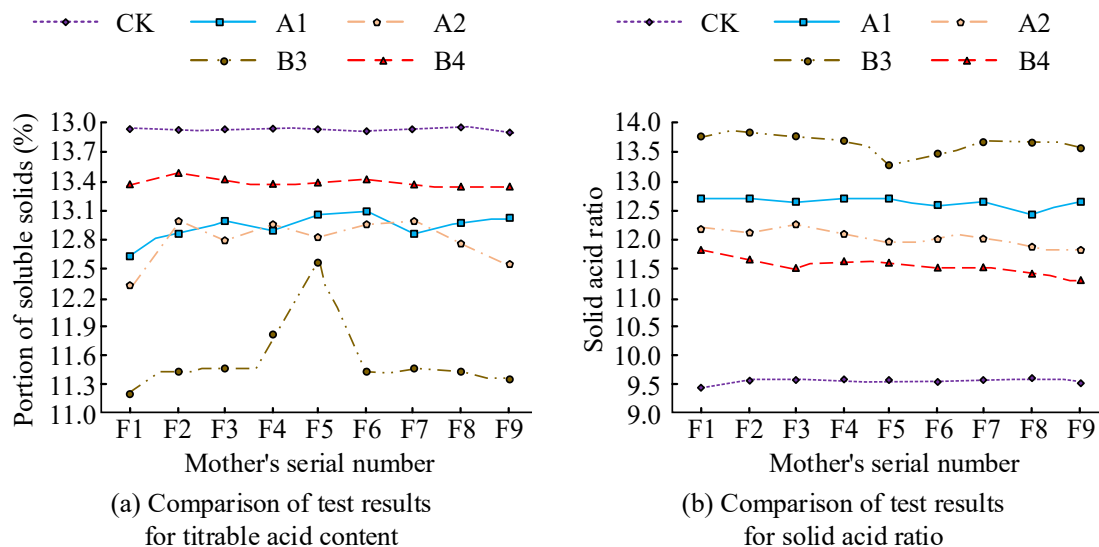 CK A1 A2
B3 B4
Portion of soluble solids (%)
13.0
13.7
13.4
13.1
12.8
12.5
12.2
11.9
11.6
11.3
11.0
F1 F2 F3 F4 F5 F6 F7 F8 F9
Mother's serial number
(a) Comparison of test results
for titrable acid content
CK A1 A2
B3 B4
Solid acid ratio
14.0
13.5
13.0
12.5
12.0
11.5
11.0
10.5
10.0
9.5
9.0
F1 F2 F3 F4 F5 F6 F7 F8 F9
Mother's serial number
(b) Comparison of test results
for solid acid ratio